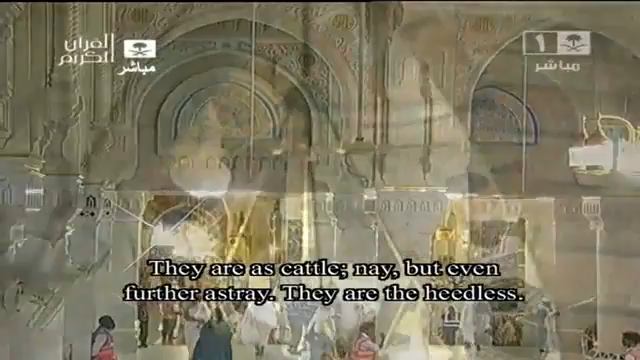 القرآن
الكريم
مباشر
1
مباشر
They are as cattle; nay, but even
further astray. They are the heedless.